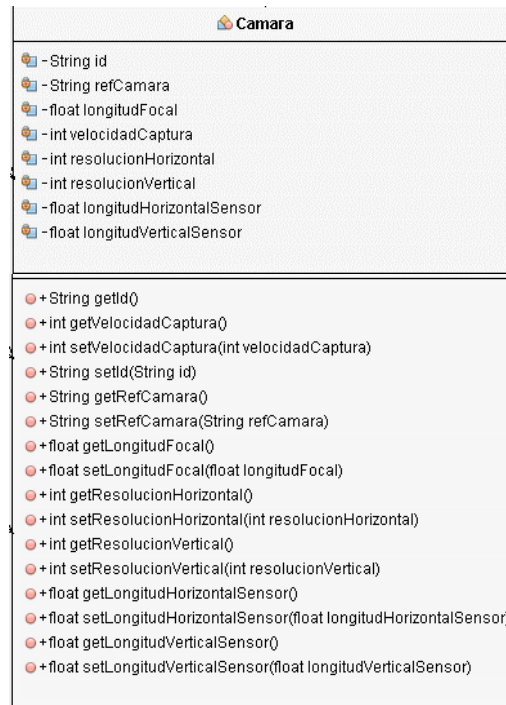 Camara
-String id
-String refCamara
-float longitudFocal
-int velocidadCaptura
-int resolucionHorizontal
-int resolucionVertical
-float longitudHorizontalSensor
-float longitudVerticalSensor
+String getId()
+int getVelocidadCaptura()
+int setVelocidadCaptura(int velocidadCaptura)
+String setId(String id)
+String getRefCamara()
+String setRefCamara(String refCamara)
+float getLongitudFocal()
+float setLongitudFocal(float longitudFocal)
+int getResolucionHorizontal()
+int setResolucionHorizontal(int resolucionHorizontal)
+int getResolucionVertical()
+int setResolucionVertical(int resolucionVertical)
+float getLongitudHorizontalSensor()
+float setLongitudHorizontalSensor(float longitudHorizontalSensor)
+float getLongitudVerticalSensor()
+float setLongitudVerticalSensor(float longitudVerticalSensor)